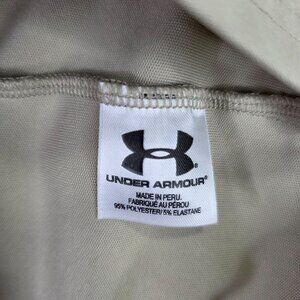 UNDER ARMOUR®
MADE IN PERU.
FABRIQUÉ AU PÉROU
95% POLYESTER/5% ELASTANE